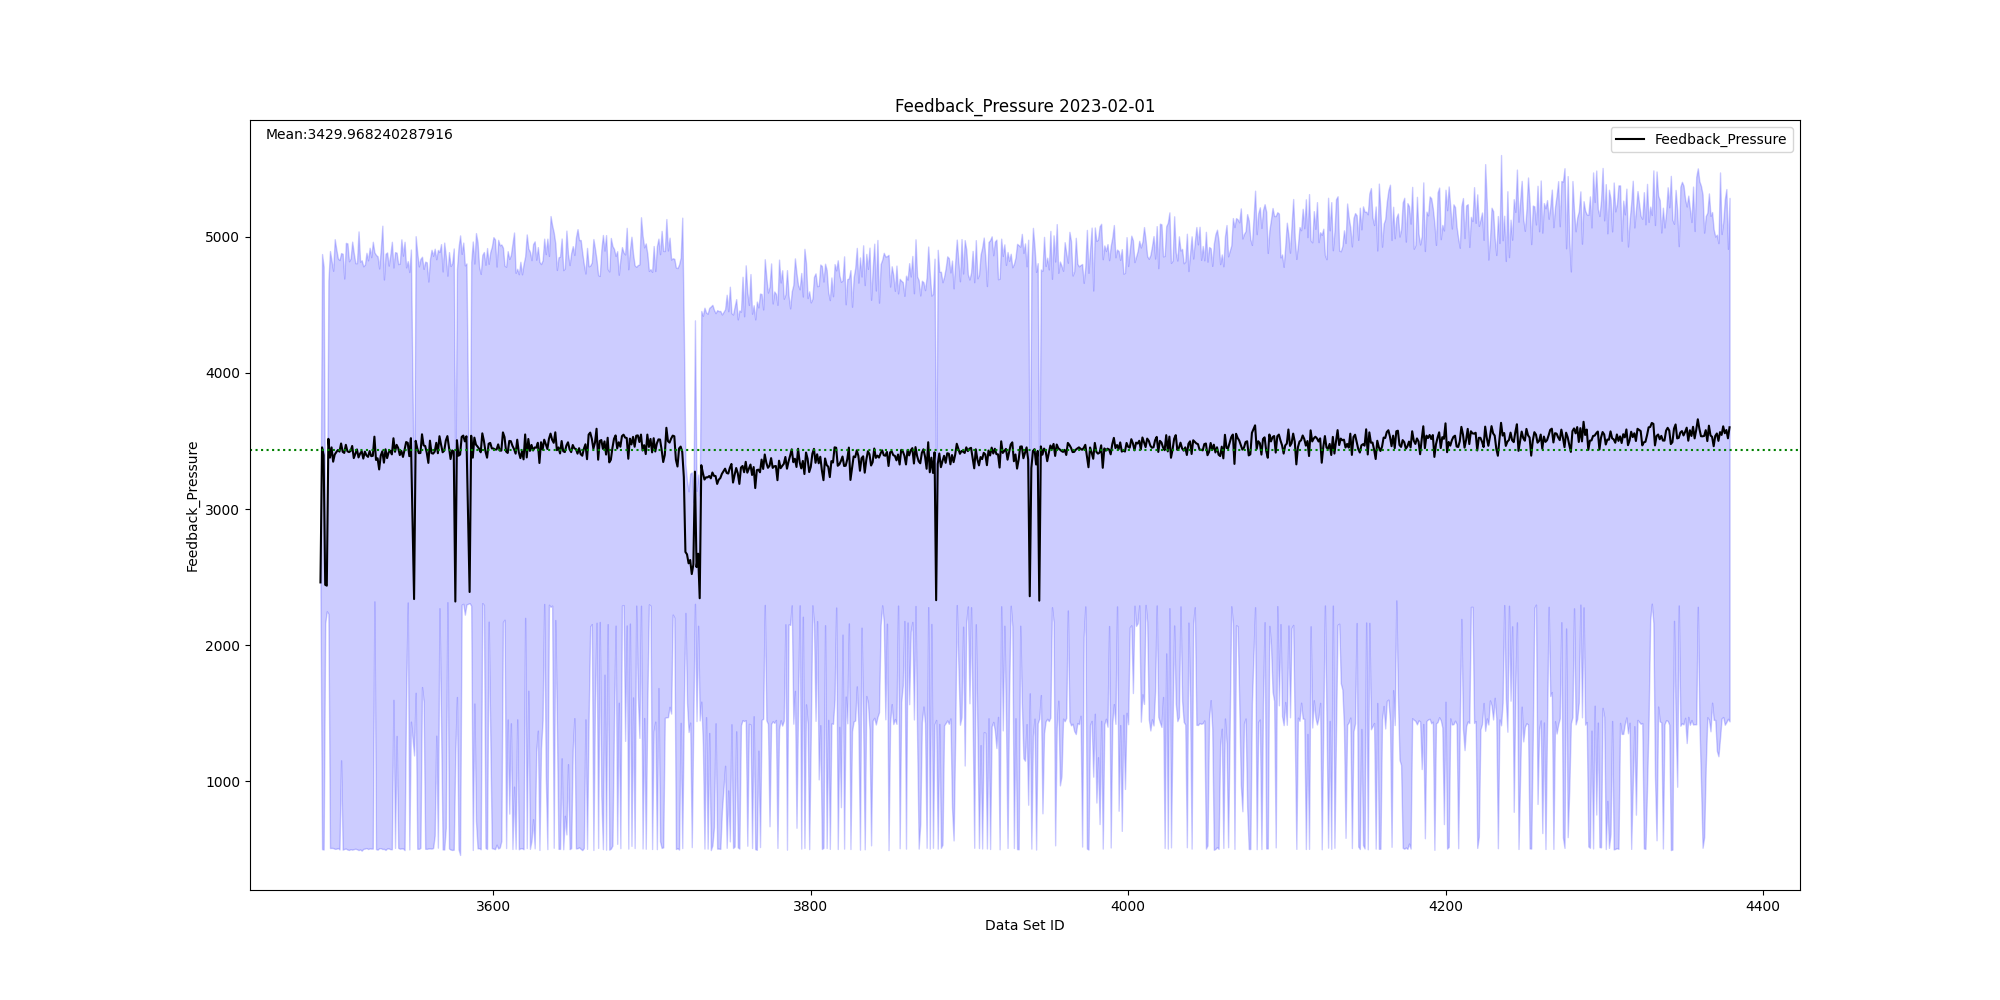 Feedback_Pressure 2023-02-01
Mean:3429.968240287916
Feedback_Pressure
Feedback_Pressure
5000
4000
3000
2000
1000
3600
3800
4000
4200
4400
Data Set ID